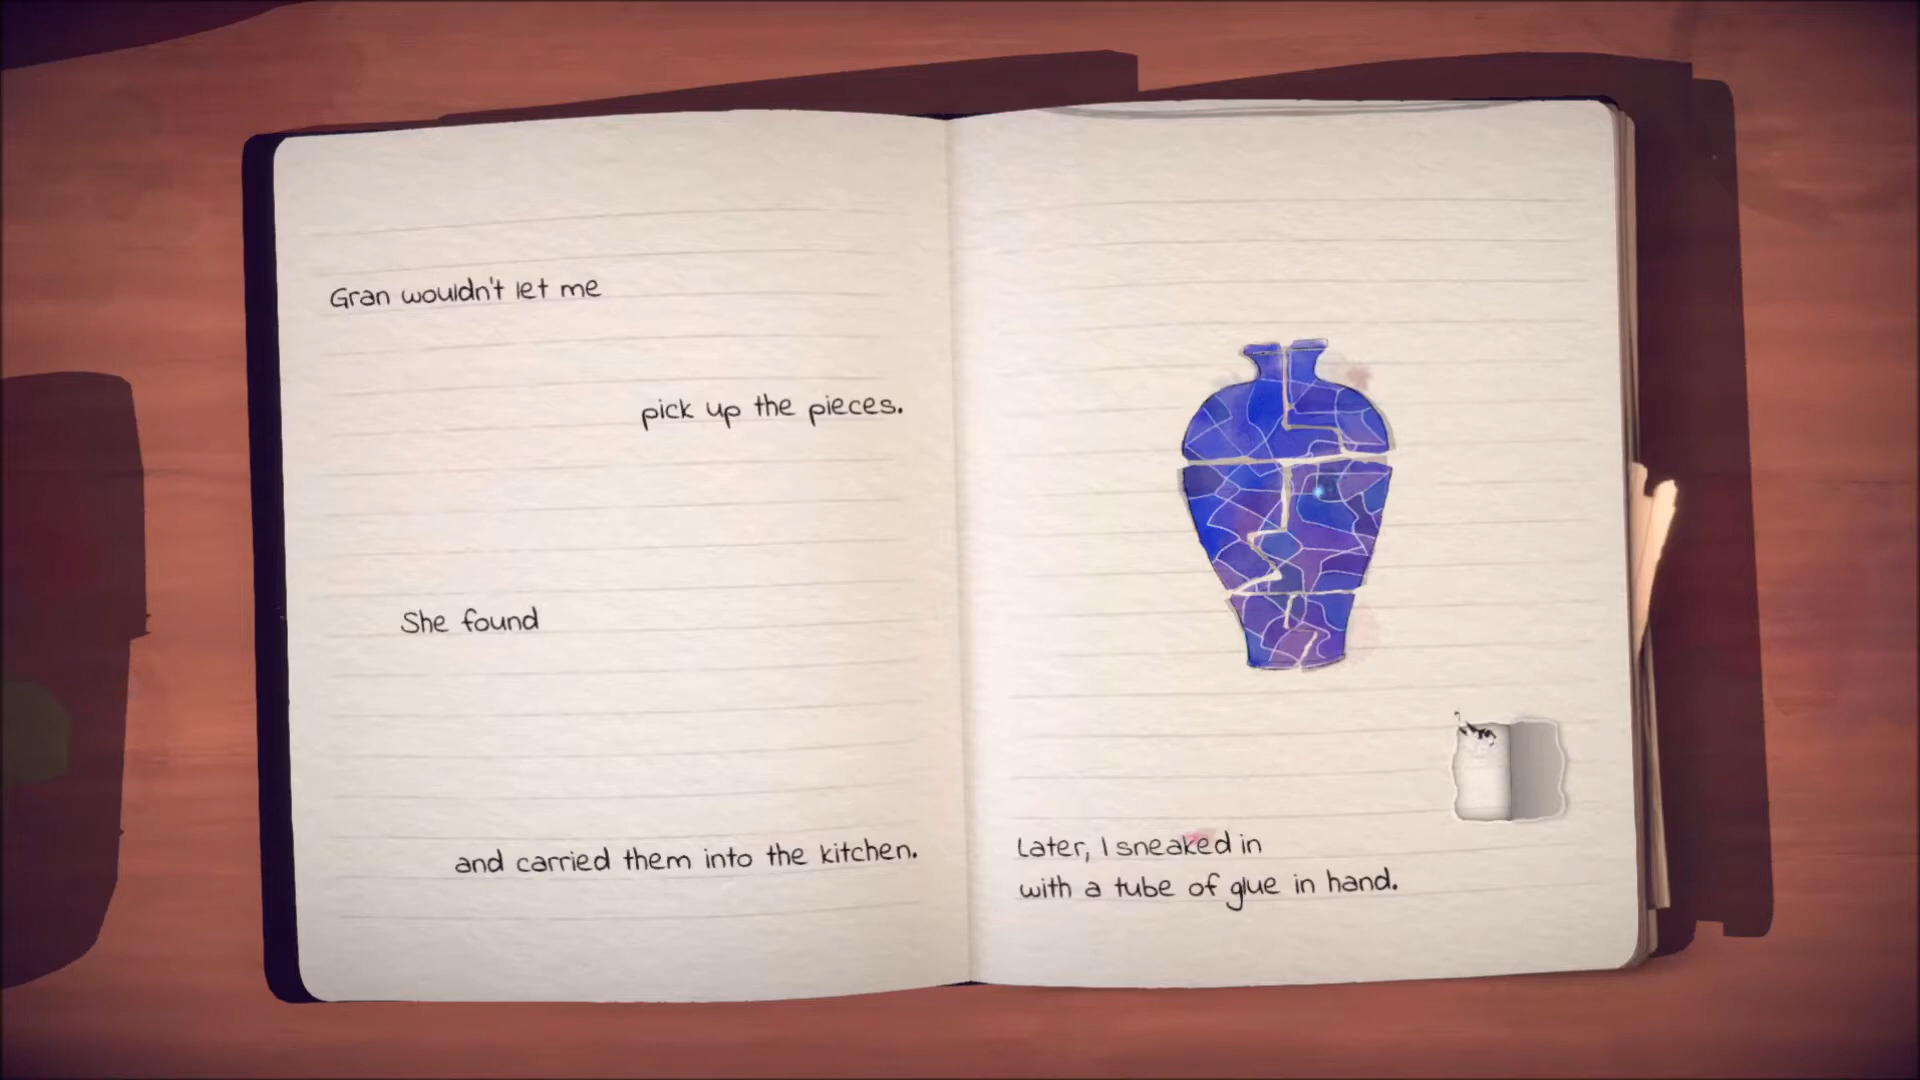 Gran wouldn't let me
pick up the pieces.
She found
and carried them into the kitchen.
Later, I sneaked in
with a tube of glue in hand.